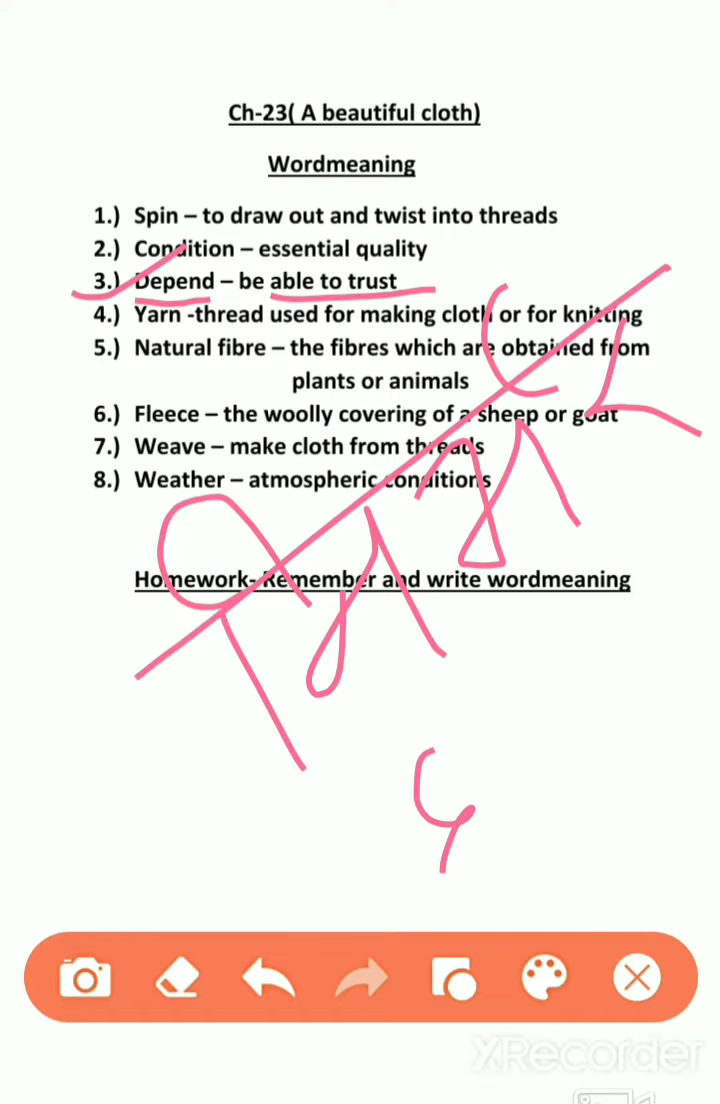 Ch-23( A beautiful cloth)
Wordmeaning
1.) Spin – to draw out and twist into threads
2.) Condition – essential quality
3.) Depend – be able to trust
4.) Yarn -thread used for making cloth or for knitting
5.) Natural fibre – the fibres which are obtained from
plants or animals
6.) Fleece – the woolly covering of a sheep or goat
7.) Weave – make cloth from threads
8.) Weather – atmospheric conditions
Homework- Remember and write wordmeaning
XRecorder